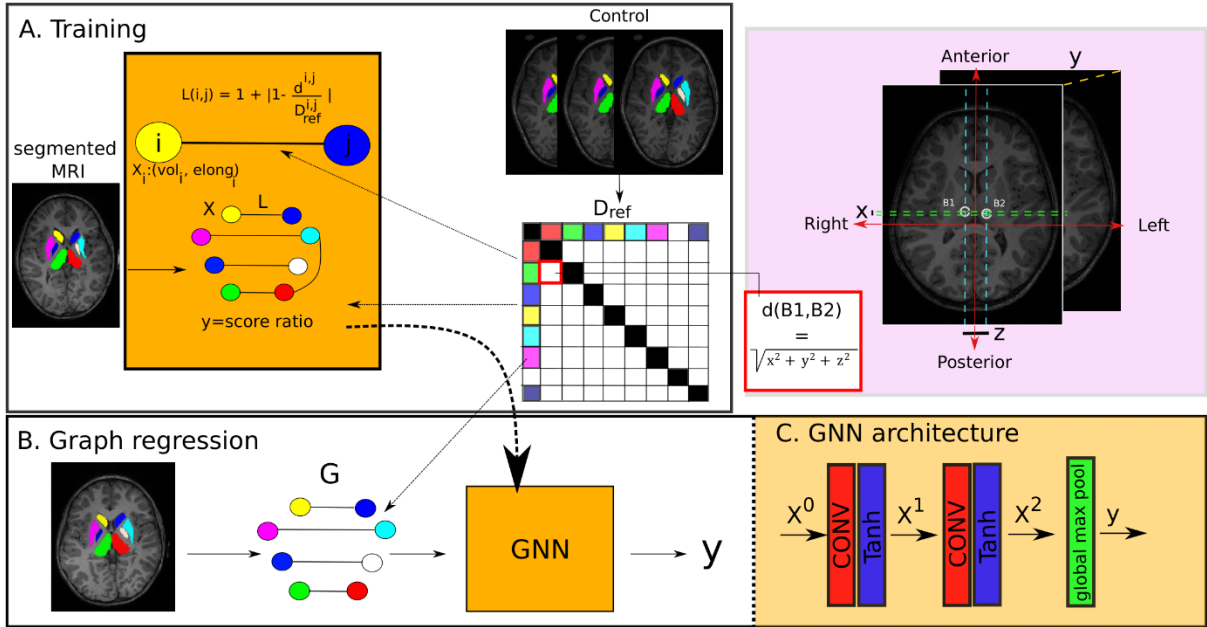 A. Training
Control
L(i,j) = 1 + |1- d^{i,j} / D_{ref}^{i,j} |
i
j
X_i:(vol_i, elong)_i
segmented
MRI
X
L
y=score ratio
D_ref
d(B1,B2)
=
√x² + y² + z²
Anterior
y
x
B1
B2
Right
Left
z
Posterior
B. Graph regression
G
GNN
y
C. GNN architecture
X^0
CONV
Tanh
X^1
CONV
Tanh
X^2
global max pool
y